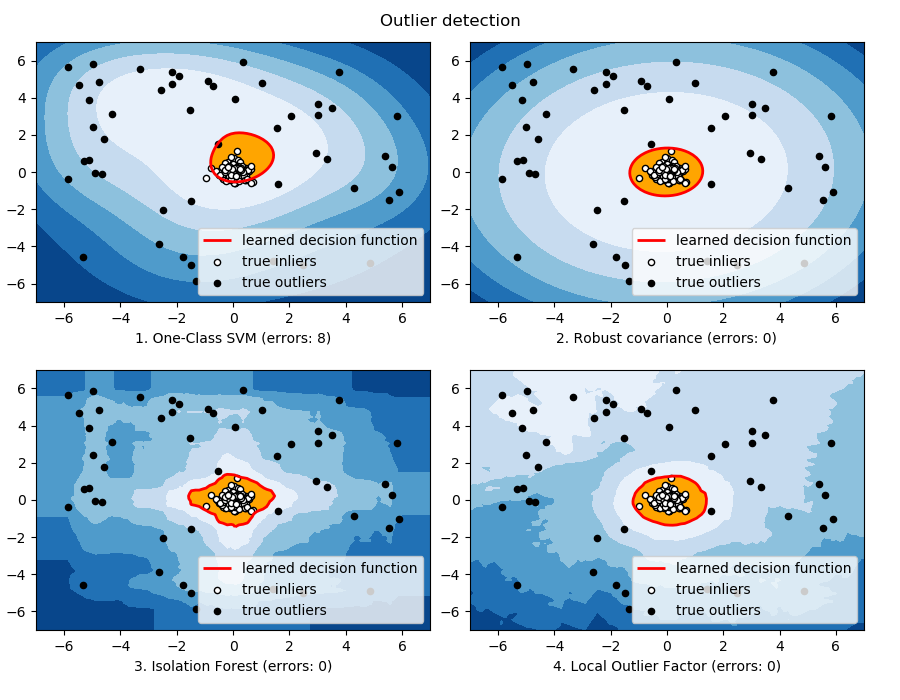 Outlier detection
6
4
2
0
−2
−4
−6
learned decision function
true inliers
true outliers
−6 −4 −2 0 2 4 6
1. One-Class SVM (errors: 8)
6
4
2
0
−2
−4
−6
learned decision function
true inliers
true outliers
−6 −4 −2 0 2 4 6
2. Robust covariance (errors: 0)
6
4
2
0
−2
−4
−6
learned decision function
true inliers
true outliers
−6 −4 −2 0 2 4 6
3. Isolation Forest (errors: 0)
6
4
2
0
−2
−4
−6
learned decision function
true inliers
true outliers
−6 −4 −2 0 2 4 6
4. Local Outlier Factor (errors: 0)